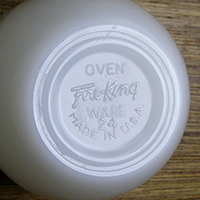 OVEN
Fire-King
WARE
24
MADE IN U.S.A.